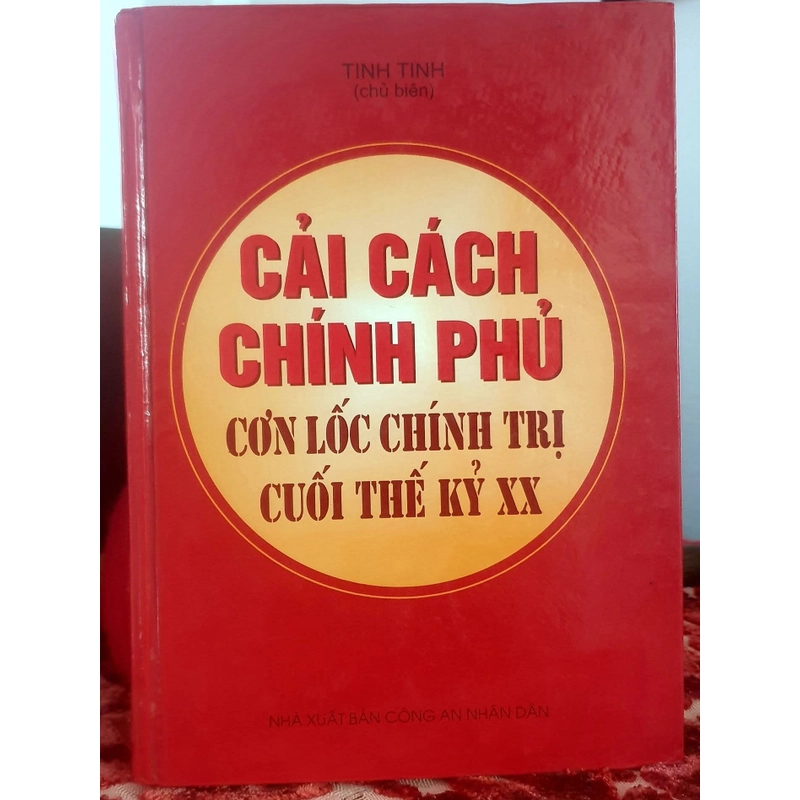 TINH TINH
(chủ biên)
CẢI CÁCH
CHÍNH PHỦ
CƠN LỐC CHÍNH TRỊ
CUỐI THẾ KỶ XX
NHÀ XUẤT BẢN CÔNG AN NHÂN DÂN